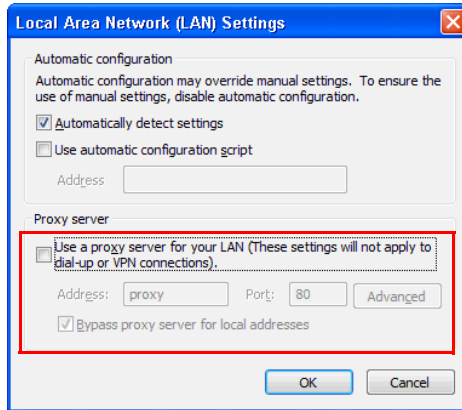 Local Area Network (LAN) Settings
Automatic configuration
Automatic configuration may override manual settings. To ensure the
use of manual settings, disable automatic configuration.
Automatically detect settings
Use automatic configuration script
Address
Proxy server
Use a proxy server for your LAN (These settings will not apply to
dial-up or VPN connections).
Address: proxy Port: 80 Advanced
Bypass proxy server for local addresses
OK Cancel